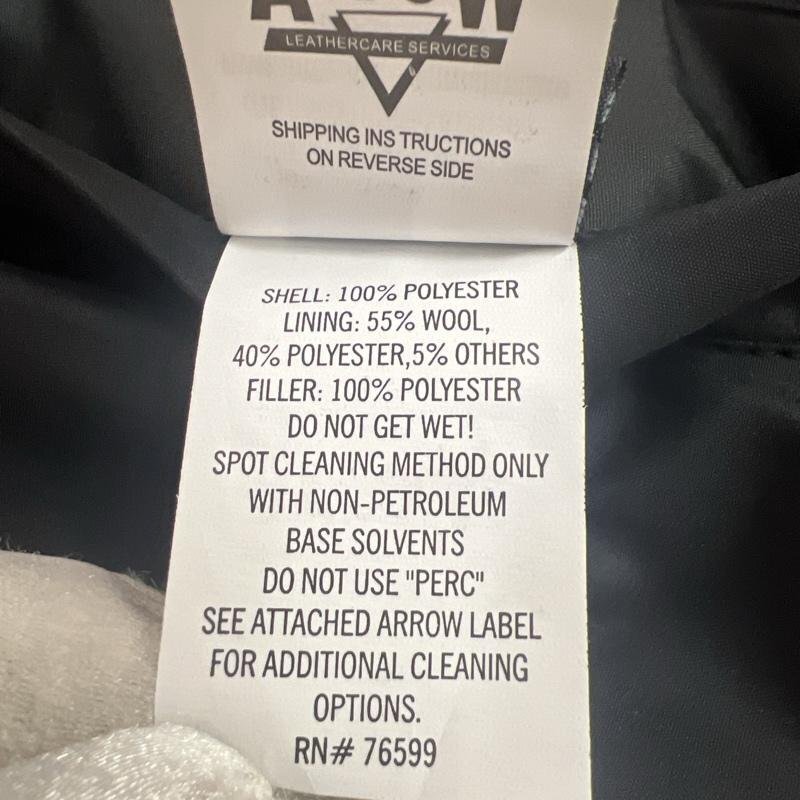 LEATHERCARE SERVICES
SHIPPING INS TRUCTIONS
ON REVERSE SIDE
SHELL: 100% POLYESTER
LINING: 55% WOOL,
40% POLYESTER,5% OTHERS
FILLER: 100% POLYESTER
DO NOT GET WET!
SPOT CLEANING METHOD ONLY
WITH NON-PETROLEUM
BASE SOLVENTS
DO NOT USE "PERC"
SEE ATTACHED ARROW LABEL
FOR ADDITIONAL CLEANING
OPTIONS.
RN# 76599